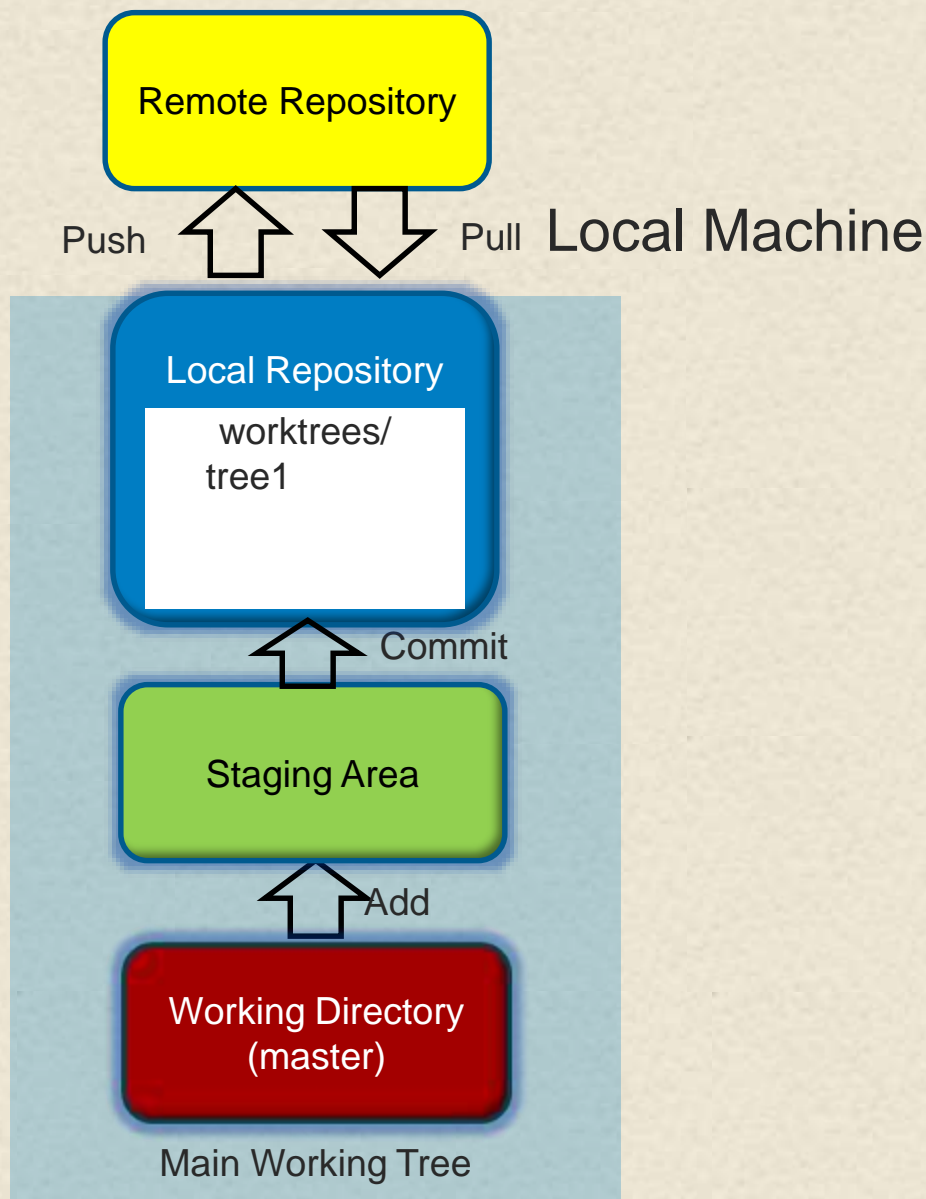 Remote Repository
Push
Pull
Local Machine
Local Repository
worktrees/
tree1
Commit
Staging Area
Add
Working Directory
(master)
Main Working Tree